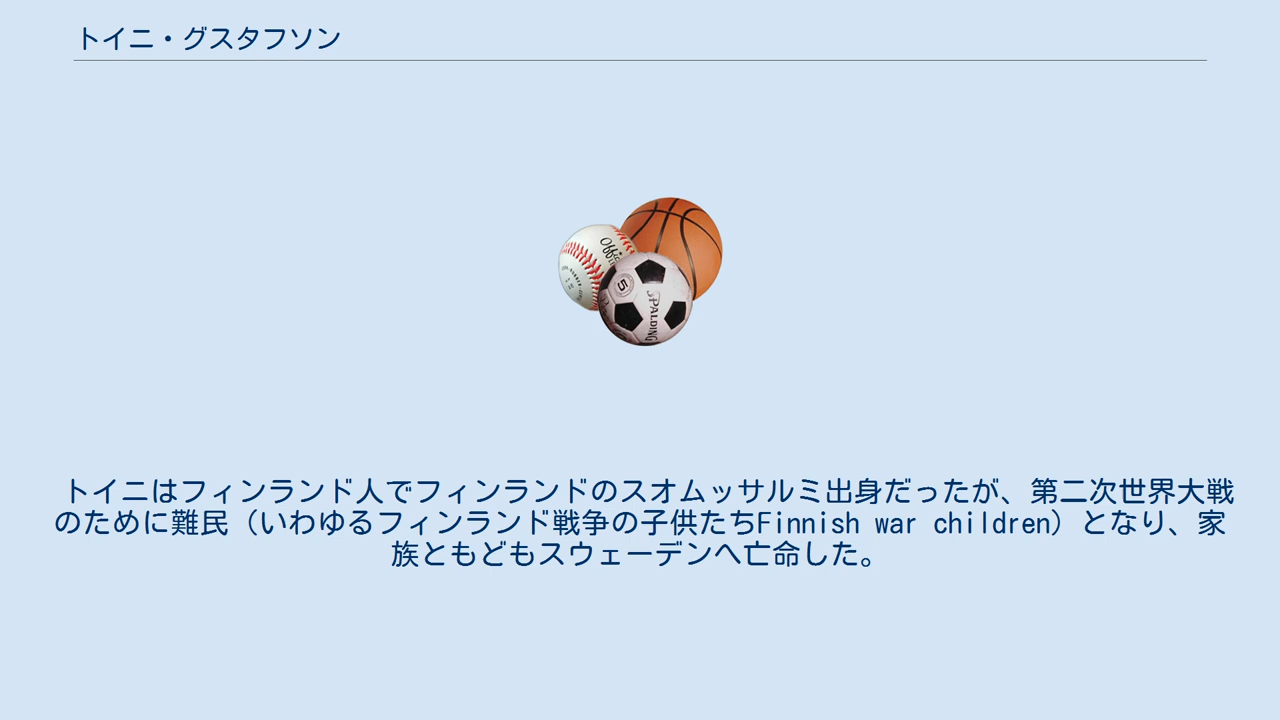 トイニ・グスタフソン
Offic
5
SPALDING
トイニはフィンランド人でフィンランドのスオムッサルミ出身だったが、第二次世界大戦
のために難民（いわゆるフィンランド戦争の子供たちFinnish war children）となり、家
族ともどもスウェーデンへ亡命した。